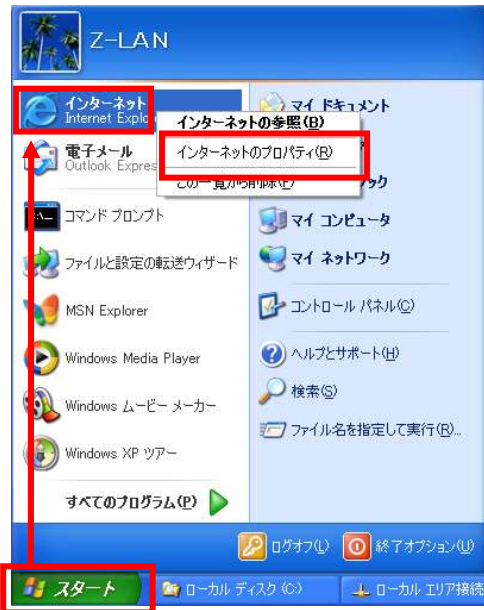 Z-LAN
インターネット
Internet Explo
電子メール
Outlook Expres
コマンド プロンプト
ファイルと設定の転送ウィザード
MSN Explorer
Windows Media Player
Windows ムービー メーカー
Windows XP ツアー
すべてのプログラム(P)
インターネットの参照(B)
インターネットのプロパティ(R)
この一覧から削除(F)
マイ ドキュメント
マイ コンピュータ
マイ ネットワーク
コントロール パネル(C)
ヘルプとサポート(H)
検索(S)
ファイル名を指定して実行(R)...
ログオフ(L)
終了オプション(U)
スタート
ローカル ディスク (C:)
ローカル エリア接続